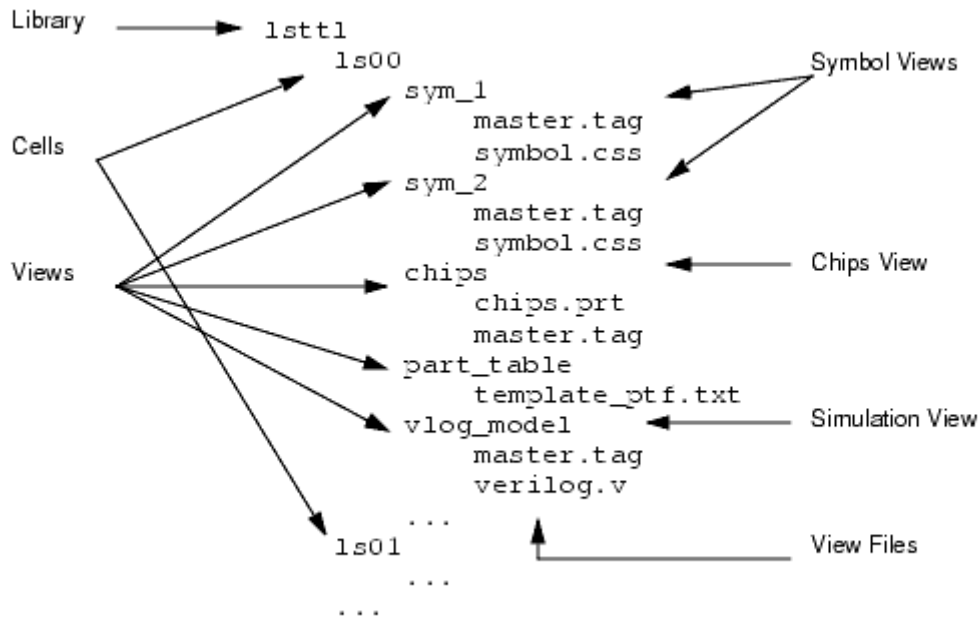 Library
lsttl
ls00
Symbol Views
sym_1
master.tag
Cells
symbol.css
sym_2
master.tag
symbol.css
Views
chips
Chips View
chips.prt
master.tag
part_table
template_ptf.txt
vlog_model
Simulation View
master.tag
verilog.v
...
ls01
View Files
...
...